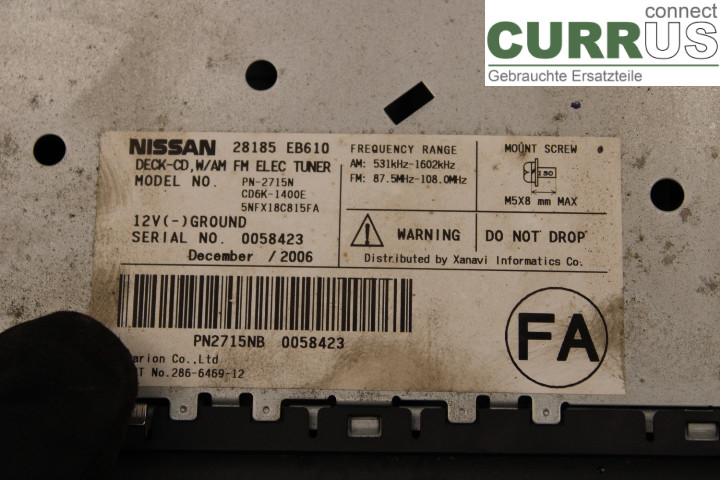 connect
CURRUS
Gebrauchte Ersatzteile
NISSAN 28185 EB610
DECK-CD, W/AM FM ELEC TUNER
MODEL NO. PN-2715N
CD6K-1400E
5NFX18C815FA
12V(-)GROUND
SERIAL NO. 0058423
December /2006
FREQUENCY RANGE
AM: 531kHz-1602kHz
FM: 87.5MHz-108.0MHz
MOUNT SCREW
M5X8 mm MAX
WARNING
DO NOT DROP
Distributed by Xanavi Informatics Co.
PN2715NB 0058423
arion Co.,Ltd
T No.286-6469-12
FA